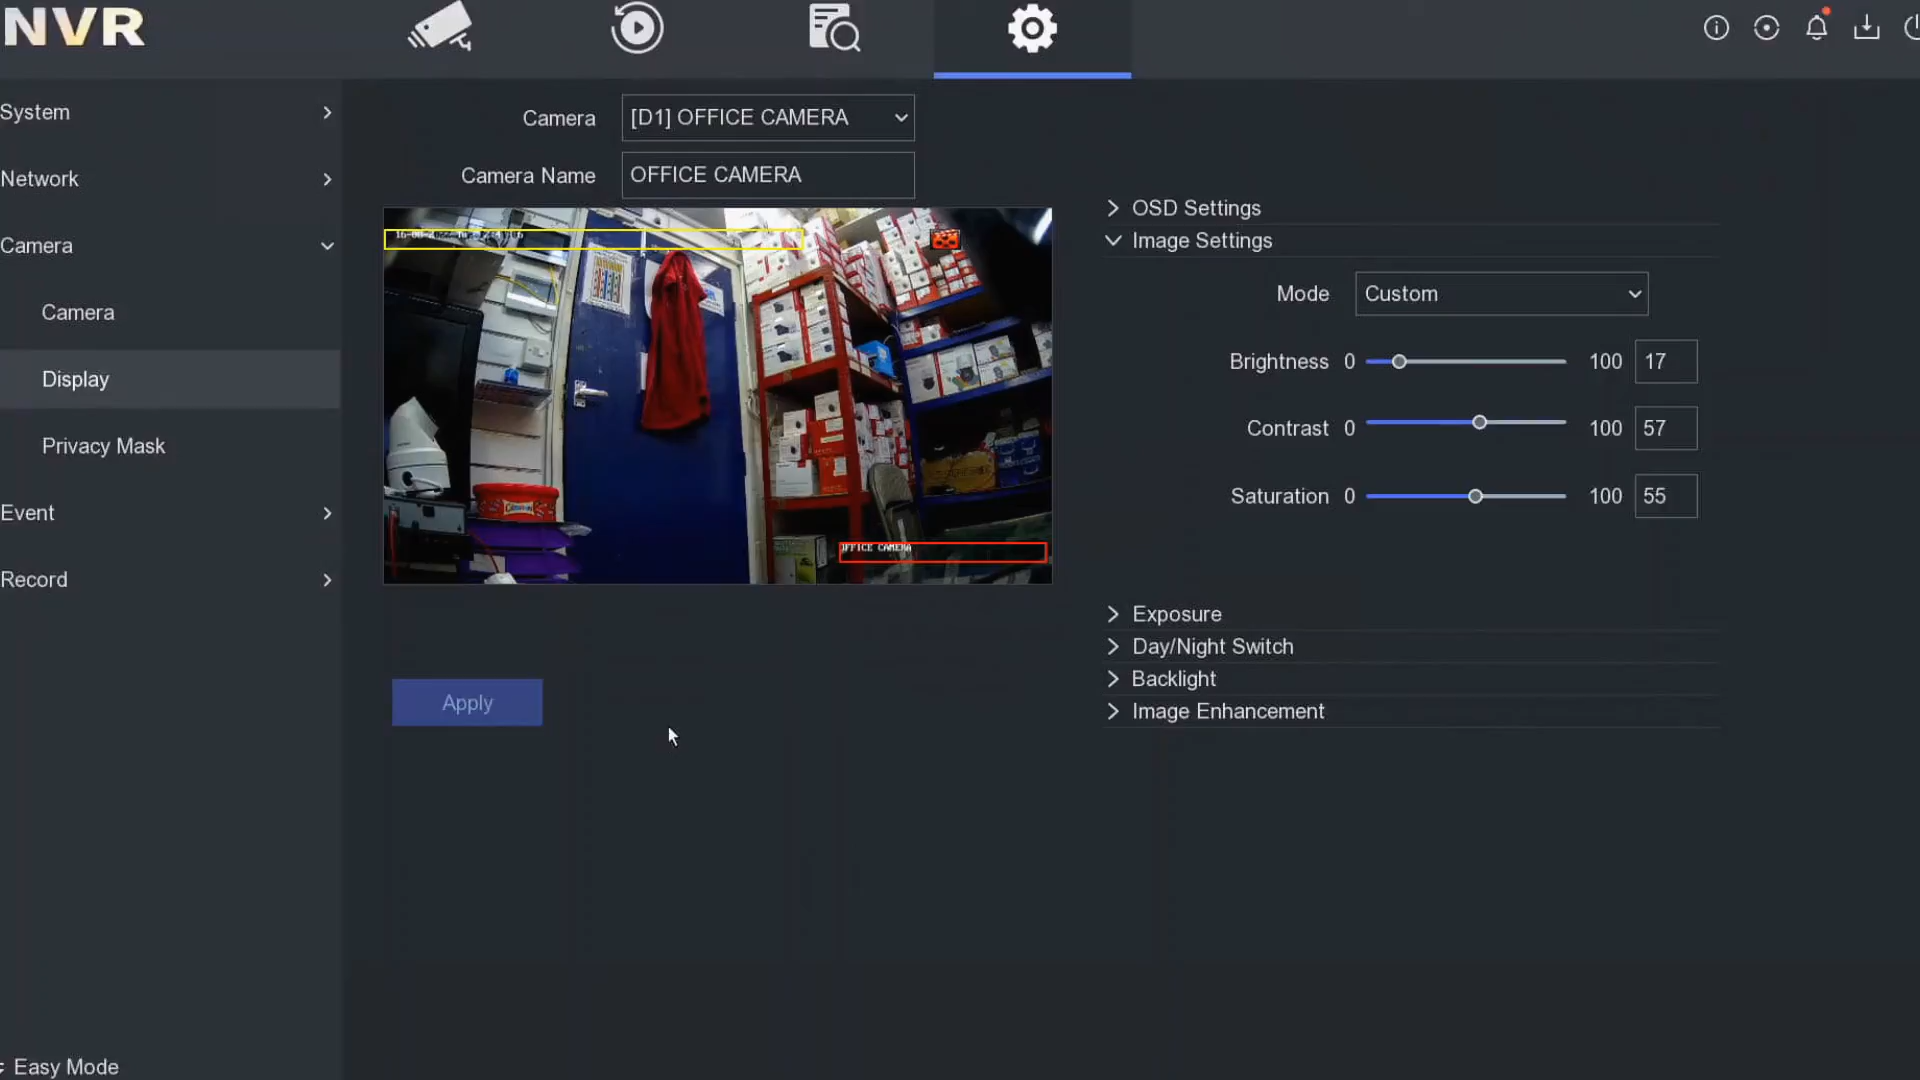 NVR
System
Network
Camera
Camera
Display
Privacy Mask
Event
Record
Easy Mode
Camera [D1] OFFICE CAMERA
Camera Name OFFICE CAMERA
OFFICE CAMERA
Apply
OSD Settings
Image Settings
Mode Custom
Brightness 0 100 17
Contrast 0 100 57
Saturation 0 100 55
Exposure
Day/Night Switch
Backlight
Image Enhancement